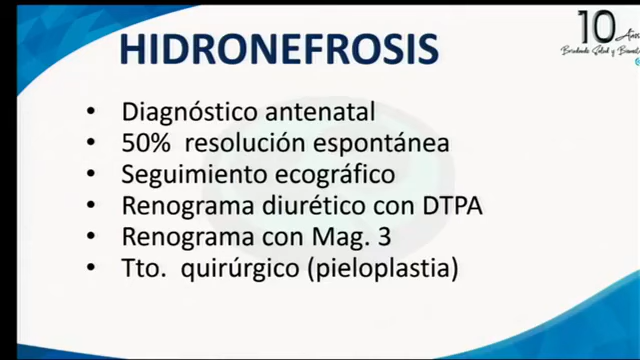 HIDRONEFROSIS
10 Años
• Diagnóstico antenatal
• 50% resolución espontánea
• Seguimiento ecográfico
• Renograma diurético con DTPA
• Renograma con Mag. 3
• Tto. quirúrgico (pieloplastia)